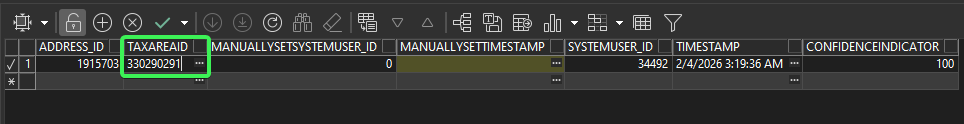 ADDRESS_ID TAXAREAID MANUALLYSETSYSTEMUSER_ID MANUALLYSETTIMESTAMP SYSTEMUSER_ID TIMESTAMP CONFIDENCEINDICATOR
1 1915703 330290291 ... 0 ... 34492 2/4/2026 3:19:36 AM ... 100
* ... ... ...